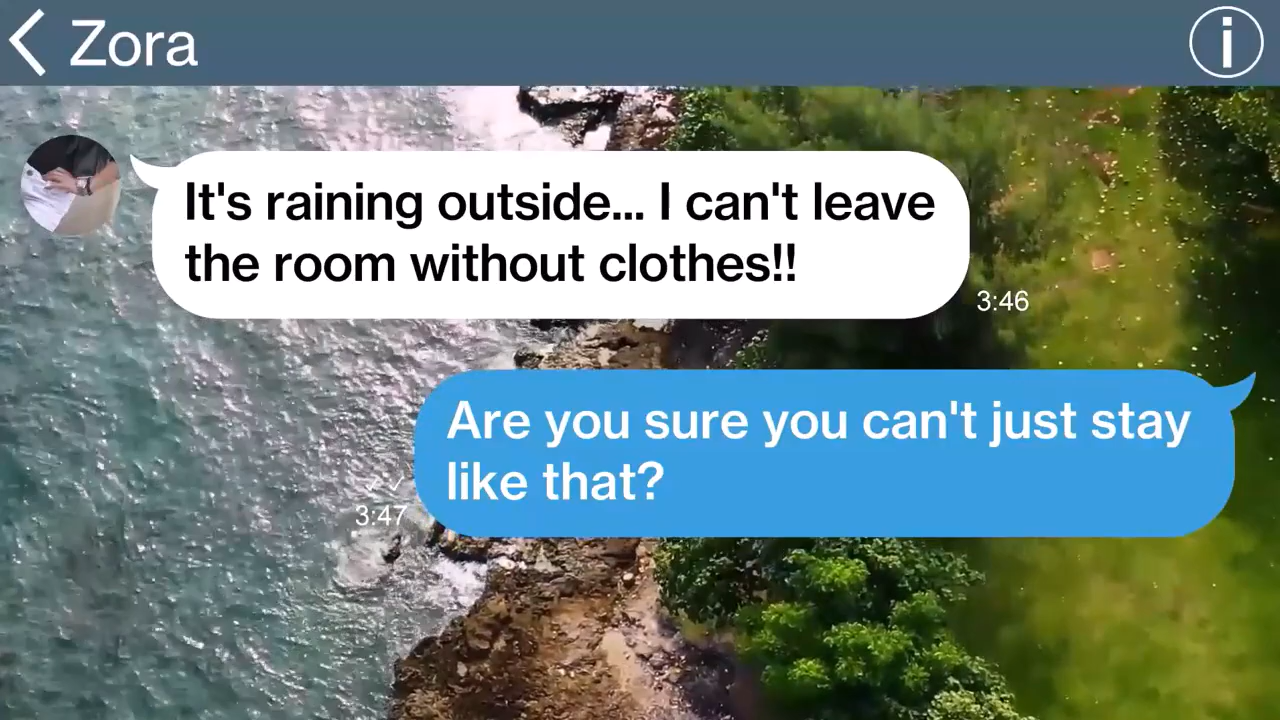 Zora
It's raining outside... I can't leave
the room without clothes!!
3:46
Are you sure you can't just stay
like that?
3:47